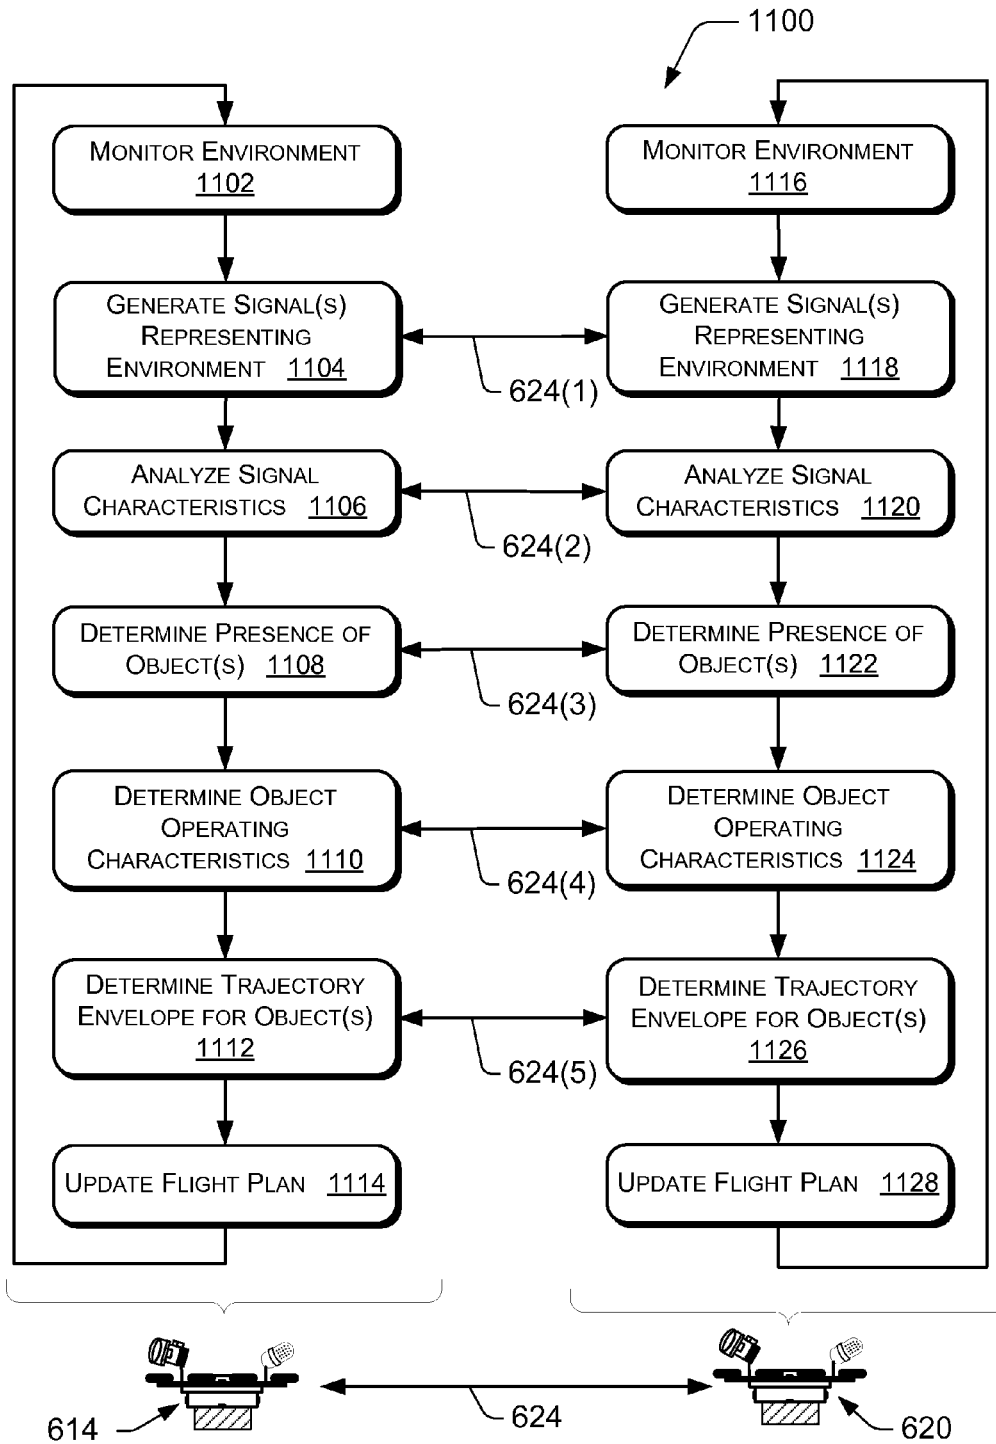 1100
MONITOR ENVIRONMENT
1102
GENERATE SIGNAL(S)
REPRESENTING
ENVIRONMENT 1104
ANALYZE SIGNAL
CHARACTERISTICS 1106
DETERMINE PRESENCE OF
OBJECT(S) 1108
DETERMINE OBJECT
OPERATING
CHARACTERISTICS 1110
DETERMINE TRAJECTORY
ENVELOPE FOR OBJECT(S)
1112
UPDATE FLIGHT PLAN 1114
624(1)
624(2)
624(3)
624(4)
624(5)
MONITOR ENVIRONMENT
1116
GENERATE SIGNAL(S)
REPRESENTING
ENVIRONMENT 1118
ANALYZE SIGNAL
CHARACTERISTICS 1120
DETERMINE PRESENCE OF
OBJECT(S) 1122
DETERMINE OBJECT
OPERATING
CHARACTERISTICS 1124
DETERMINE TRAJECTORY
ENVELOPE FOR OBJECT(S)
1126
UPDATE FLIGHT PLAN 1128
614
624
620